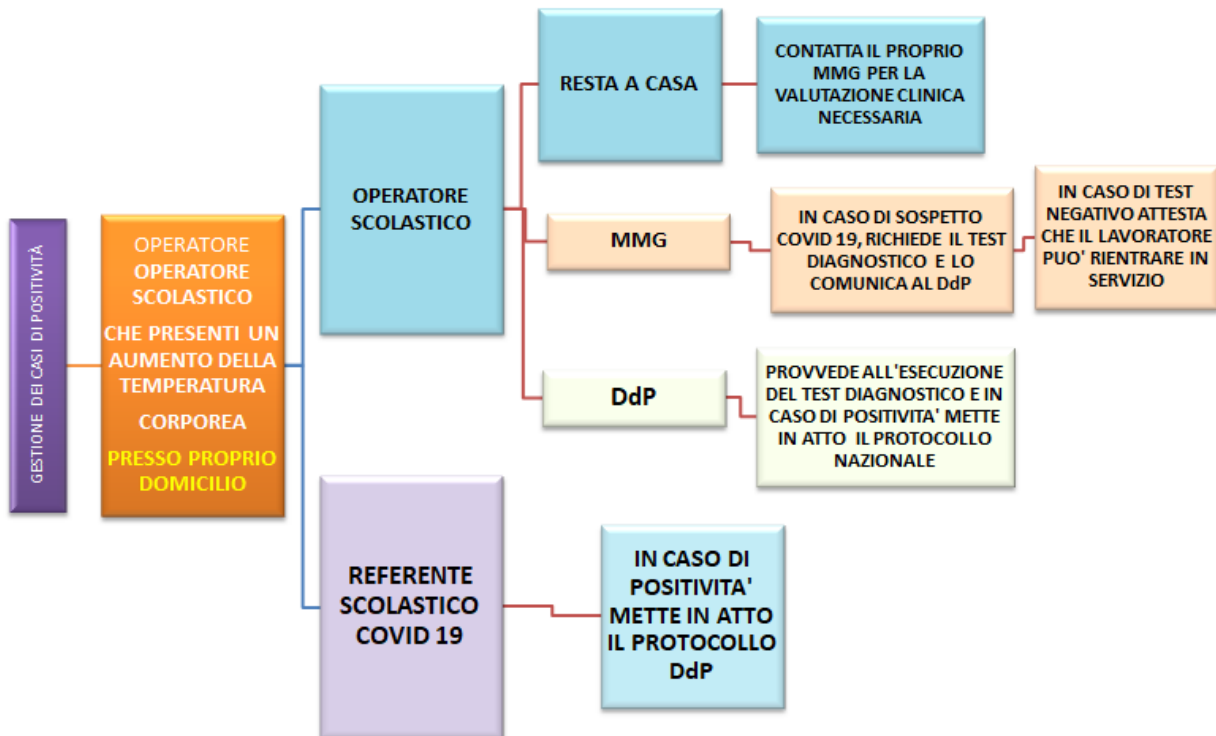 GESTIONE DEI CASI DI POSITIVITÀ
OPERATORE
OPERATORE
SCOLASTICO
CHE PRESENTI UN
AUMENTO DELLA
TEMPERATURA
CORPOREA
PRESSO PROPRIO
DOMICILIO
OPERATORE
SCOLASTICO
RESTA A CASA
CONTATTA IL PROPRIO
MMG PER LA
VALUTAZIONE CLINICA
NECESSARIA
MMG
IN CASO DI SOSPETTO
COVID 19, RICHIEDE IL TEST
DIAGNOSTICO E LO
COMUNICA AL DdP
IN CASO DI TEST
NEGATIVO ATTESTA
CHE IL LAVORATORE
PUO' RIENTRARE IN
SERVIZIO
DdP
PROVVEDE ALL'ESECUZIONE
DEL TEST DIAGNOSTICO E IN
CASO DI POSITIVITA' METTE
IN ATTO IL PROTOCOLLO
NAZIONALE
REFERENTE
SCOLASTICO
COVID 19
IN CASO DI
POSITIVITA'
METTE IN ATTO
IL PROTOCOLLO
DdP